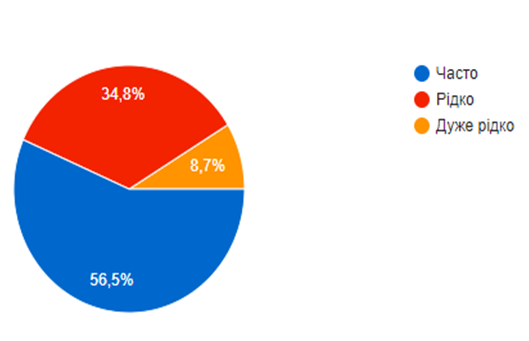 34,8%
8,7%
56,5%
Часто
Рідко
Дуже рідко